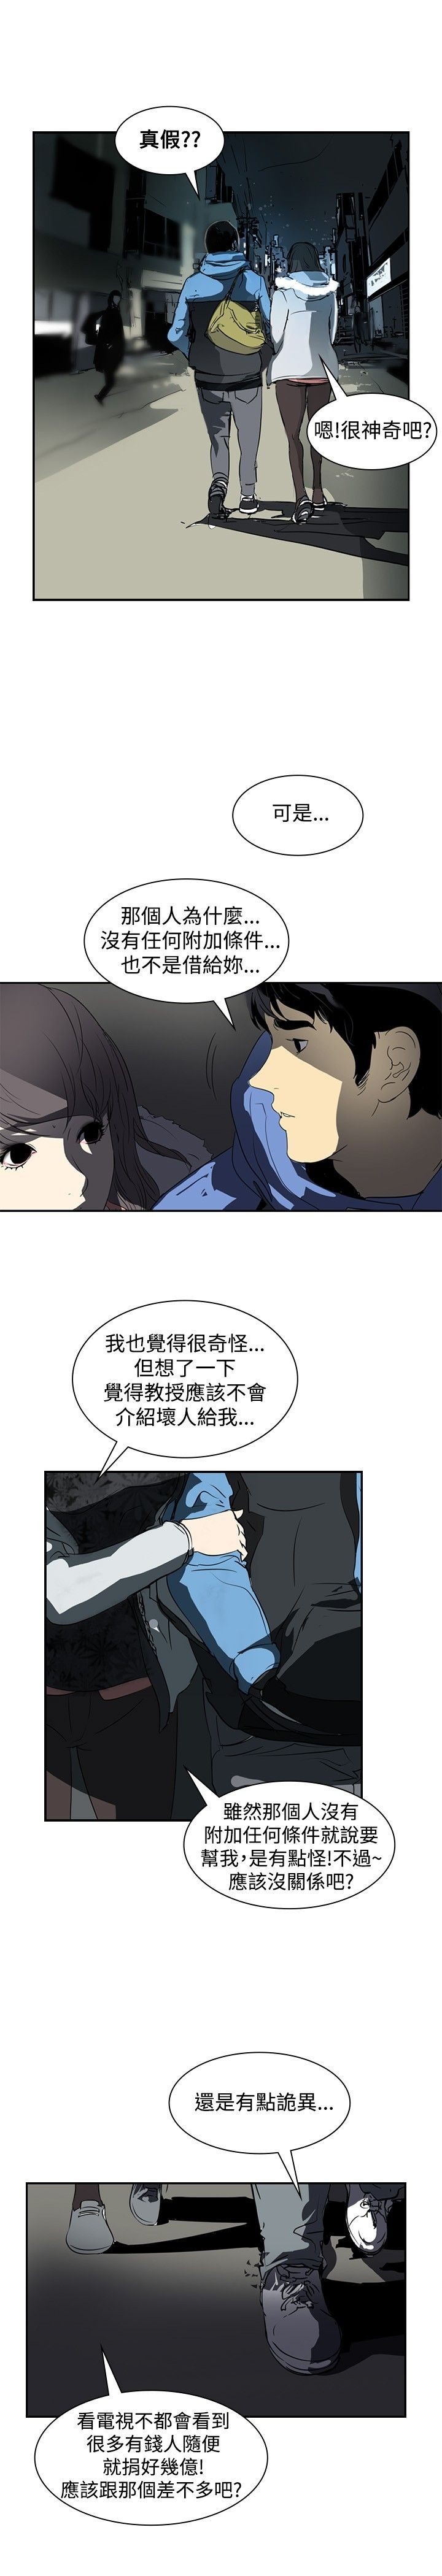 真假??
嗯!很神奇吧?
可是...
那個人為什麼...
沒有任何附加條件...
也不是借給妳...
我也覺得很奇怪...
但想了一下
覺得教授應該不會
介紹壞人給我...
雖然那個人沒有
附加任何條件就說要
幫我,是有點怪!不過~
應該沒關係吧?
還是有點詭異...
看電視不都會看到
很多有錢人隨便
就捐好幾億!
應該跟那個差不多吧?